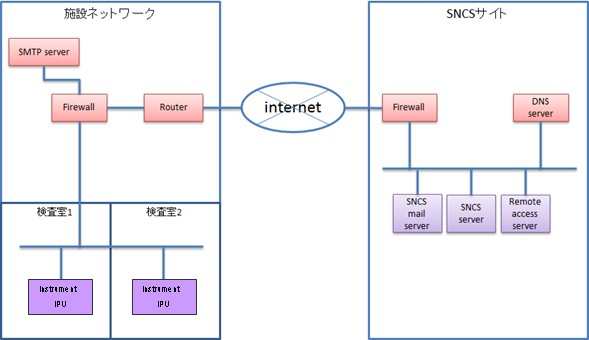 施設ネットワーク
SNCSサイト
SMTP server
Firewall
Router
internet
Firewall
DNS
server
検査室1
検査室2
SNCS
mail
server
SNCS
server
Remote
access
server
Instrument
IPU
Instrument
IPU